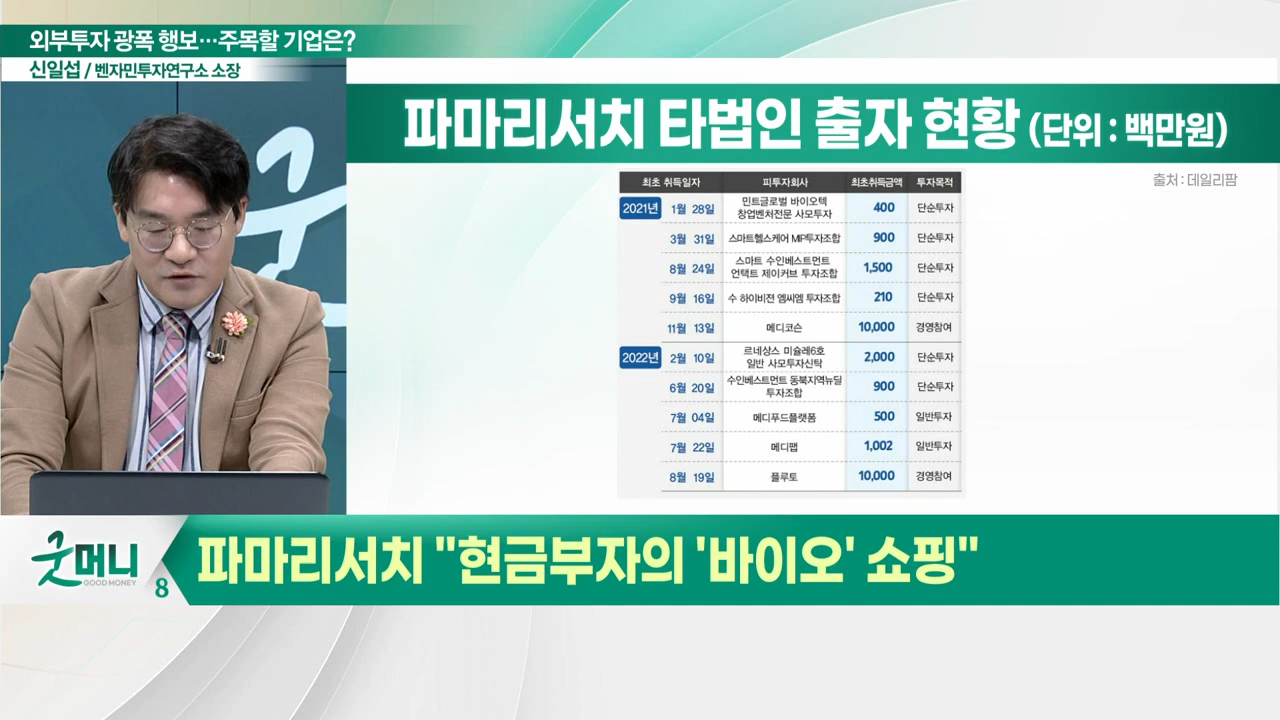 외부투자 광폭 행보…주목할 기업은?
신일섭 / 벤자민투자연구소 소장
파마리서치 타법인 출자 현황 (단위 : 백만원)
출처 : 데일리팜
최초 취득일자 피투자회사 최초취득금액 투자목적
2021년 1월 28일 민트글로벌 바이오텍 창업벤처전문 사모투자 400 단순투자
3월 31일 스마트헬스케어 MIP투자조합 900 단순투자
8월 24일 스마트 수인베스트먼트 언택트 제이커브 투자조합 1,500 단순투자
9월 16일 수 하이비전 엠씨엠 투자조합 210 단순투자
11월 13일 메디코슨 10,000 경영참여
2022년 2월 10일 르네상스 미슐레6호 일반 사모투자신탁 2,000 단순투자
6월 20일 수인베스트먼트 동북지역뉴딜 투자조합 900 단순투자
7월 04일 메디푸드플랫폼 500 일반투자
7월 22일 메디팹 1,002 일반투자
8월 19일 플루토 10,000 경영참여
굿머니
GOOD MONEY
8
파마리서치 "현금부자의 '바이오' 쇼핑"